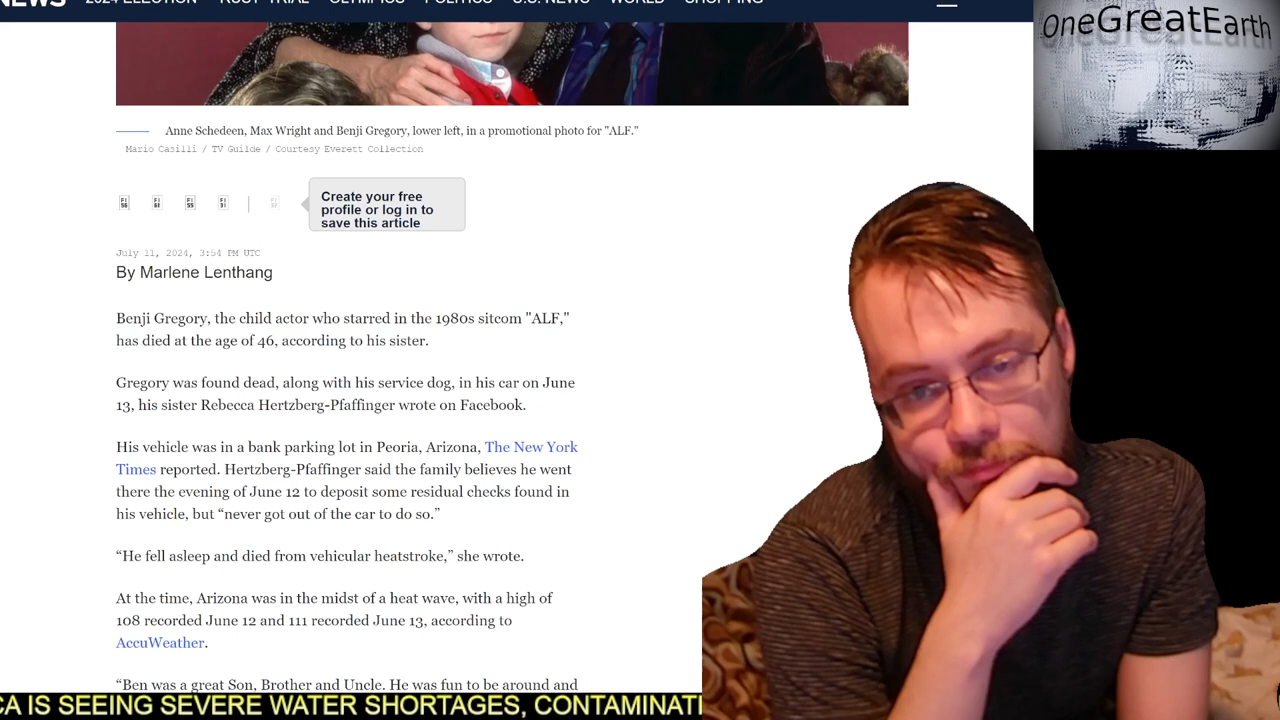 NEWS 2024 ELECTION TRUST TRIAL OLYMPICS POLITICS U.S. NEWS WORLD SHOPPING
OneGreatEarth
Anne Schedeen, Max Wright and Benji Gregory, lower left, in a promotional photo for "ALF."
Mario Casilli / TV Guilde / Courtesy Everett Collection
Create your free
profile or log in to
save this article
July 11, 2024, 3:54 PM UTC
By Marlene Lenthang
Benji Gregory, the child actor who starred in the 1980s sitcom "ALF,"
has died at the age of 46, according to his sister.
Gregory was found dead, along with his service dog, in his car on June
13, his sister Rebecca Hertzberg-Pfaffinger wrote on Facebook.
His vehicle was in a bank parking lot in Peoria, Arizona, The New York
Times reported. Hertzberg-Pfaffinger said the family believes he went
there the evening of June 12 to deposit some residual checks found in
his vehicle, but “never got out of the car to do so.”
“He fell asleep and died from vehicular heatstroke,” she wrote.
At the time, Arizona was in the midst of a heat wave, with a high of
108 recorded June 12 and 111 recorded June 13, according to
AccuWeather.
“Ben was a great Son, Brother and Uncle. He was fun to be around and
CA IS SEEING SEVERE WATER SHORTAGES, CONTAMINATI